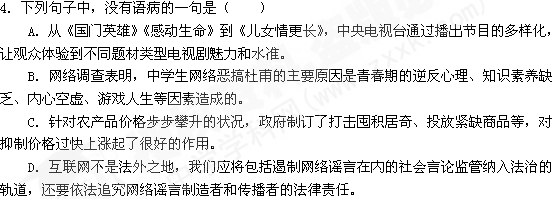 4．下列句子中，没有语病的一句是（　　）
A．从《国门英雄》《感动生命》到《儿女情更长》，中央电视台通过播出节目的多样化，
让观众体验到不同题材类型电视剧魅力和水准。
B．网络调查表明，中学生网络恶搞杜甫的主要原因是青春期的逆反心理、知识素养缺
乏、内心空虚、游戏人生等因素造成的。
C．针对农产品价格步步攀升的状况，政府制订了打击囤积居奇、投放紧缺商品等，对
抑制价格过快上涨起了很好的作用。
D．互联网不是法外之地，我们应将包括遏制网络谣言在内的社会言论监管纳入法治的
轨道，还要依法追究网络谣言制造者和传播者的法律责任。